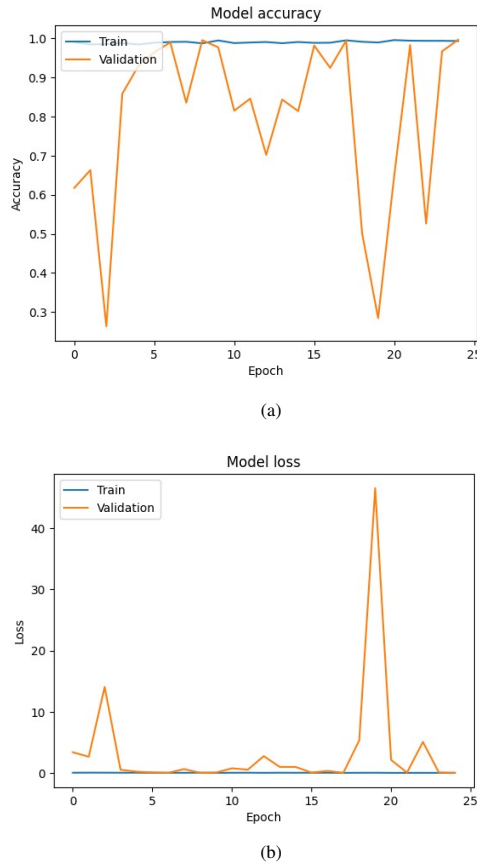 Model accuracy
Train
Validation
1.0
0.9
0.8
0.7
0.6
0.5
0.4
0.3
Accuracy
0 5 10 15 20 25
Epoch
(a)
Model loss
Train
Validation
40
30
20
10
0
Loss
0 5 10 15 20 25
Epoch
(b)